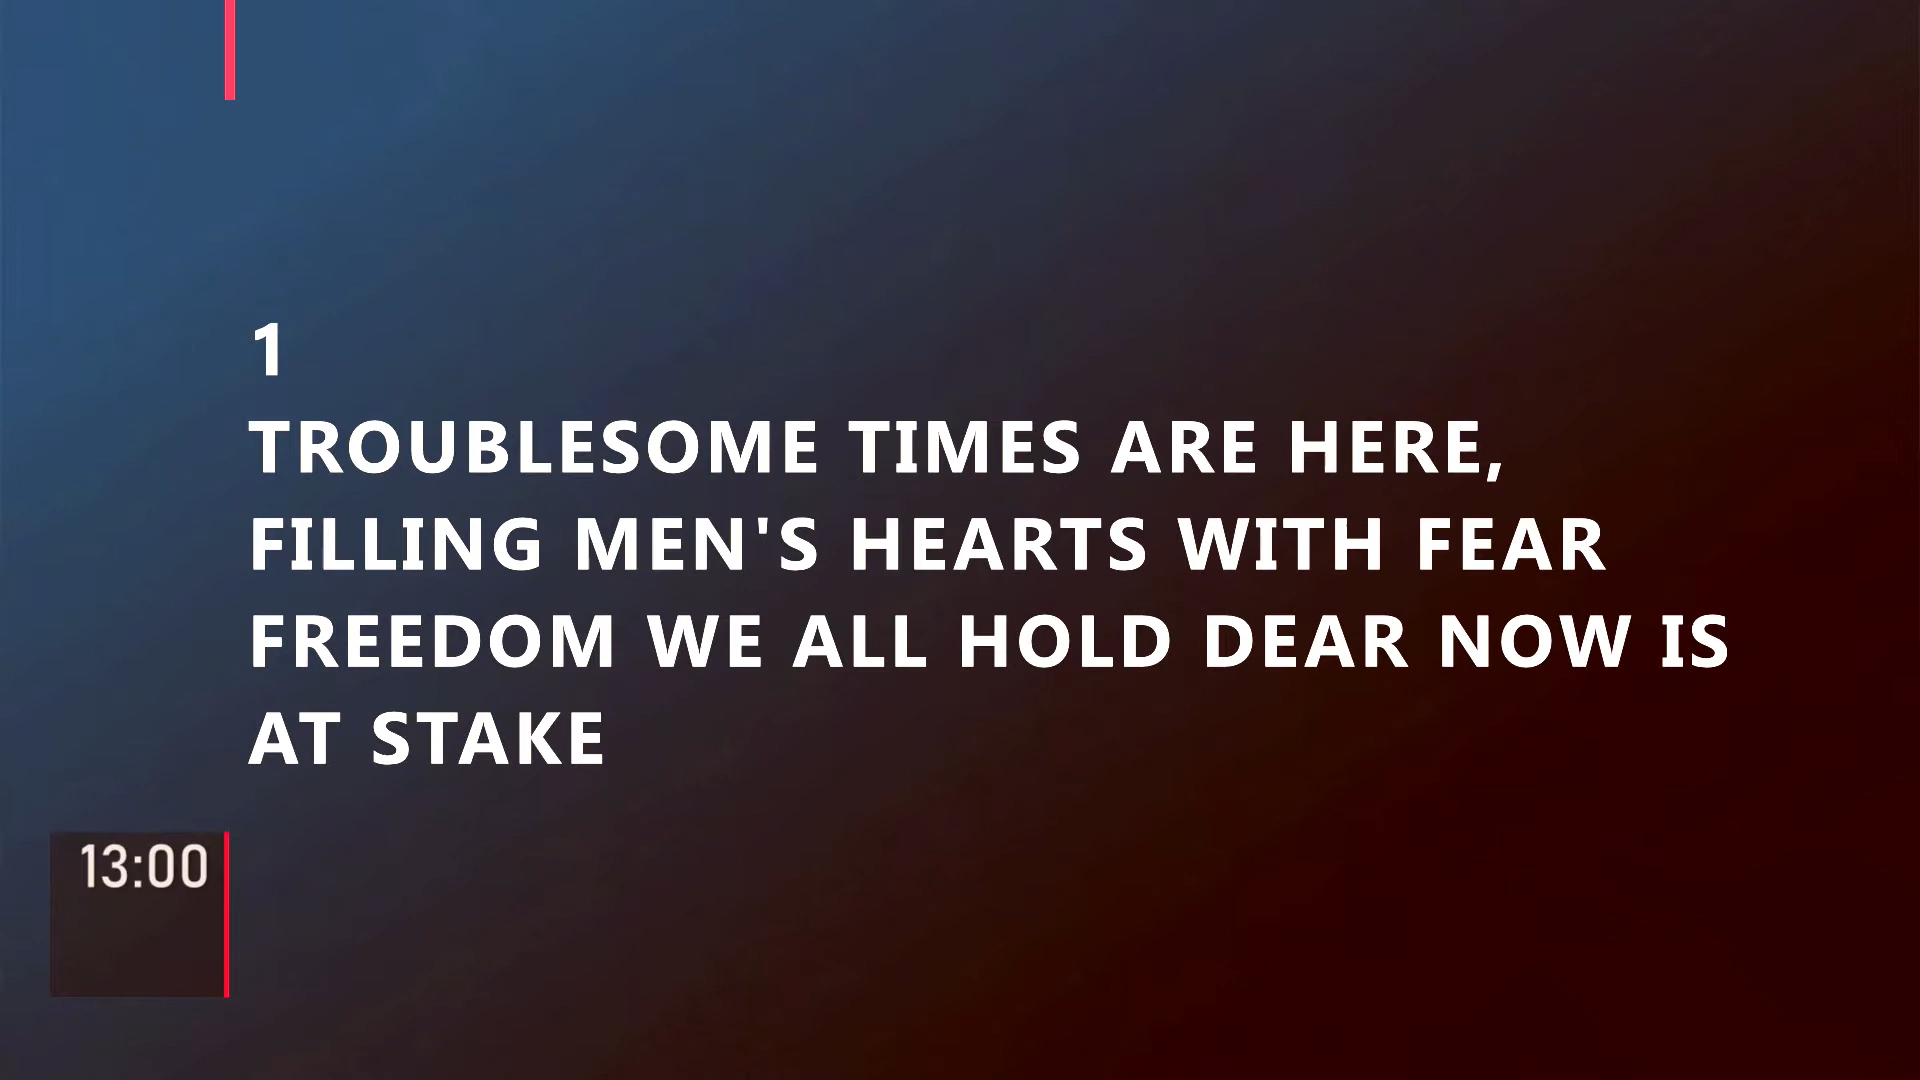 1
TROUBLESOME TIMES ARE HERE,
FILLING MEN'S HEARTS WITH FEAR
FREEDOM WE ALL HOLD DEAR NOW IS
AT STAKE
13:00